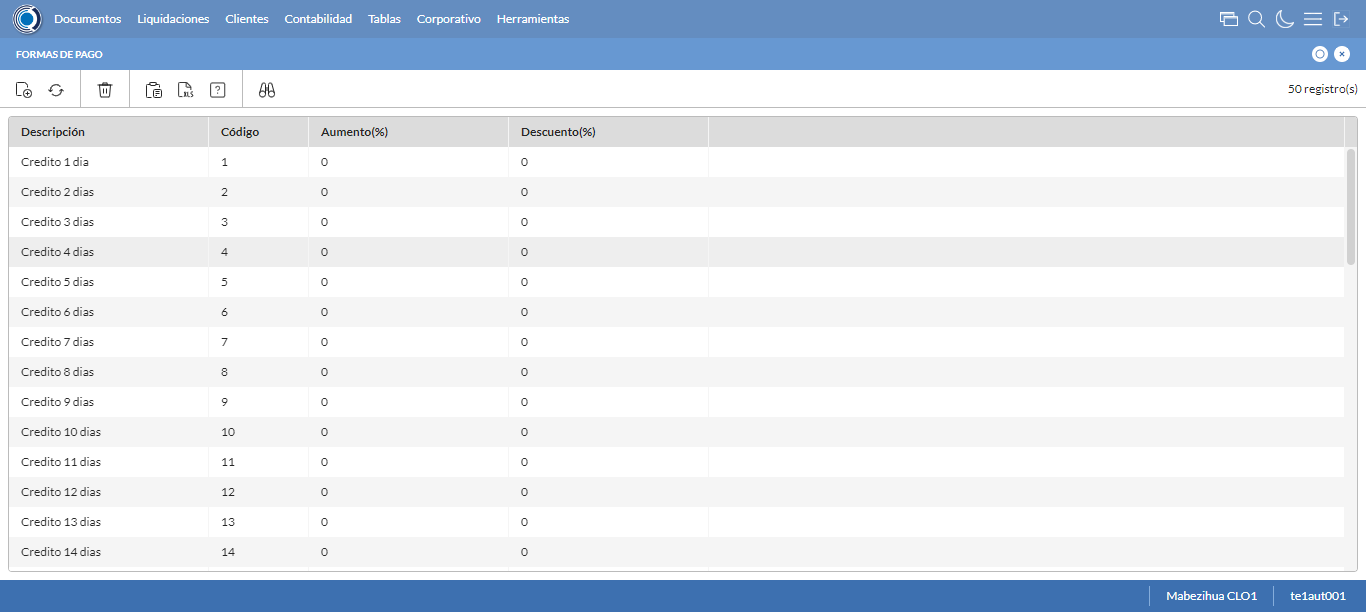 Documentos Liquidaciones Clientes Contabilidad Tablas Corporativo Herramientas
FORMAS DE PAGO
XLS ? 50 registro(s)
Descripción Código Aumento(%) Descuento(%)
Credito 1 dia 1 0 0
Credito 2 dias 2 0 0
Credito 3 dias 3 0 0
Credito 4 dias 4 0 0
Credito 5 dias 5 0 0
Credito 6 dias 6 0 0
Credito 7 dias 7 0 0
Credito 8 dias 8 0 0
Credito 9 dias 9 0 0
Credito 10 dias 10 0 0
Credito 11 dias 11 0 0
Credito 12 dias 12 0 0
Credito 13 dias 13 0 0
Credito 14 dias 14 0 0
Mabezihua CLO1 te1aut001